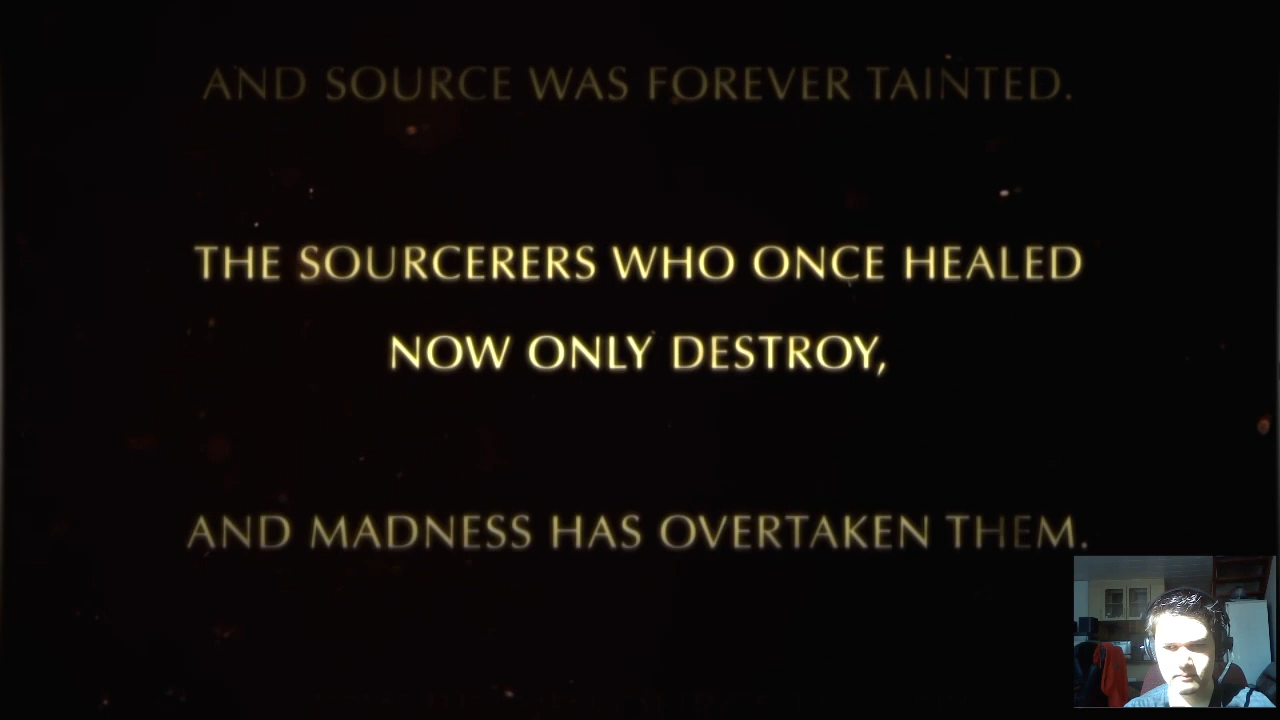 AND SOURCE WAS FOREVER TAINTED.
THE SOURCERERS WHO ONCE HEALED
NOW ONLY DESTROY,
AND MADNESS HAS OVERTAKEN THEM.